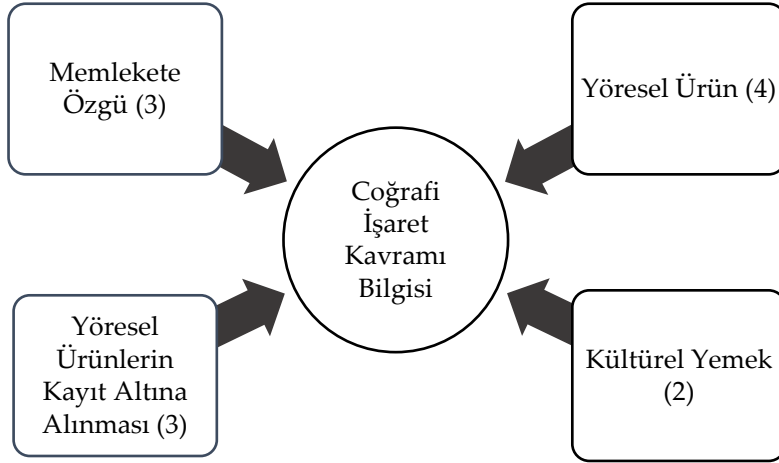 Memlekete
Özgü (3)
Yöresel Ürün (4)
Coğrafi
İşaret
Kavramı
Bilgisi
Yöresel
Ürünlerin
Kayıt Altına
Alınması (3)
Kültürel Yemek
(2)